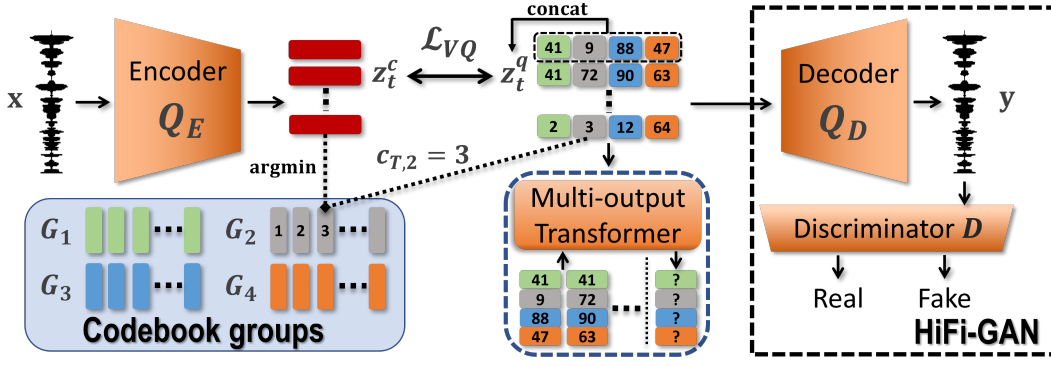 concat
x
Encoder
Q_E
z_t^c
ℒ_VQ
z_t^q
41 9 88 47
41 72 90 63
2 3 12 64
Decoder
Q_D
y
argmin
c_{T,2} = 3
G_1
G_2
1 2 3
G_3
G_4
Codebook groups
Multi-output
Transformer
41 41 ?
9 72 ?
88 90 ?
47 63 ?
Discriminator D
Real Fake
HiFi-GAN